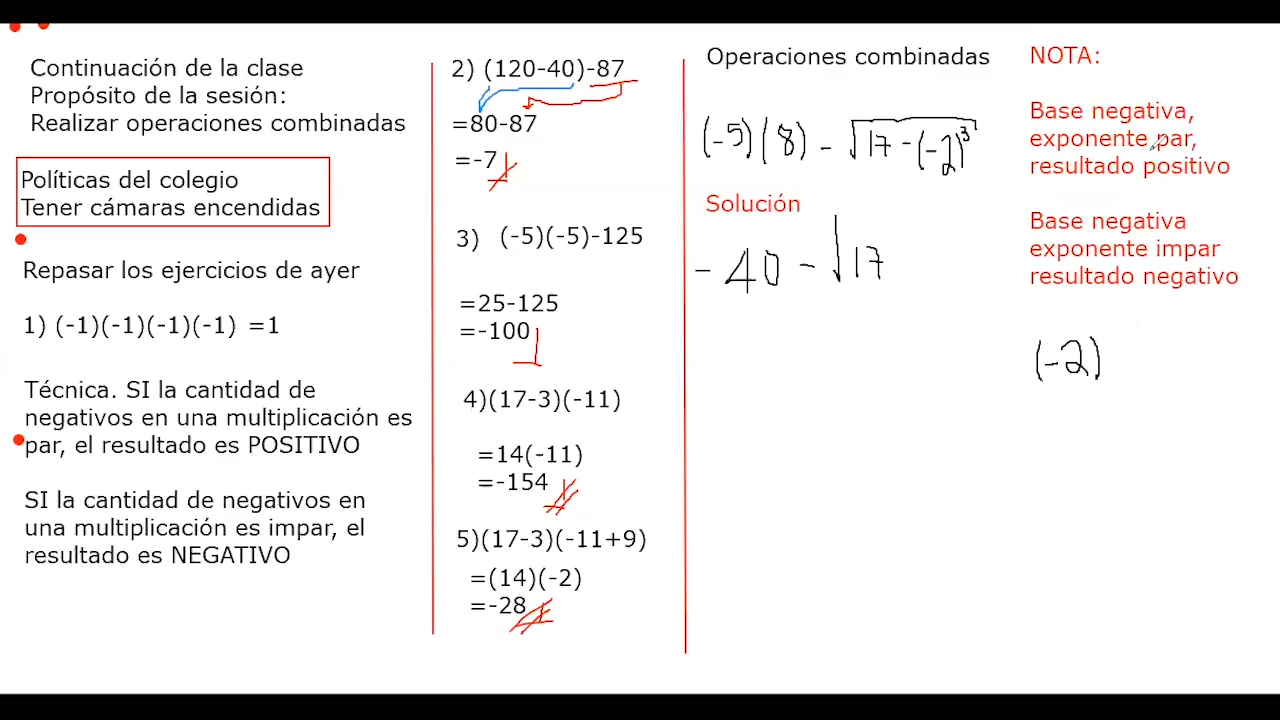 Continuación de la clase
Propósito de la sesión:
Realizar operaciones combinadas
Políticas del colegio
Tener cámaras encendidas
Repasar los ejercicios de ayer
1) (-1)(-1)(-1)(-1) =1
Técnica. SI la cantidad de
negativos en una multiplicación es
par, el resultado es POSITIVO
SI la cantidad de negativos en
una multiplicación es impar, el
resultado es NEGATIVO
2) (120-40)-87
=80-87
=-7
3) (-5)(-5)-125
=25-125
=-100
4)(17-3)(-11)
=14(-11)
=-154
5)(17-3)(-11+9)
=(14)(-2)
=-28
Operaciones combinadas
(-5)(8) - √17 - (-2)³
Solución
- 40 - √17
NOTA:
Base negativa,
exponente par,
resultado positivo
Base negativa
exponente impar
resultado negativo
(-2)